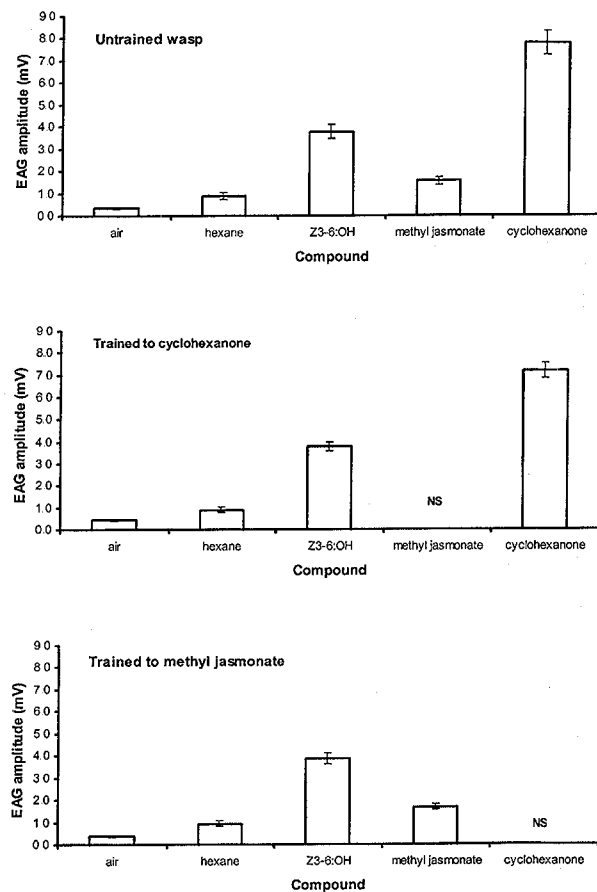 Untrained wasp
EAG amplitude (mV)
9 0
8 0
7 0
6 0
5 0
4 0
3 0
2 0
1 0
0 0
air hexane Z3-6:OH methyl jasmonate cyclohexanone
Compound
Trained to cyclohexanone
EAG amplitude (mV)
9 0
8 0
7 0
6 0
5 0
4 0
3 0
2 0
1.0
0.0
NS
air hexane Z3-6:OH methyl jasmonate cyclohexanone
Compound
Trained to methyl jasmonate
EAG amplitude (mV)
9 0
8 0
7 0
6 0
5 0
4 0
3 0
2 0
1 0
0 0
NS
air hexane Z3-6:OH methyl jasmonate cyclohexanone
Compound